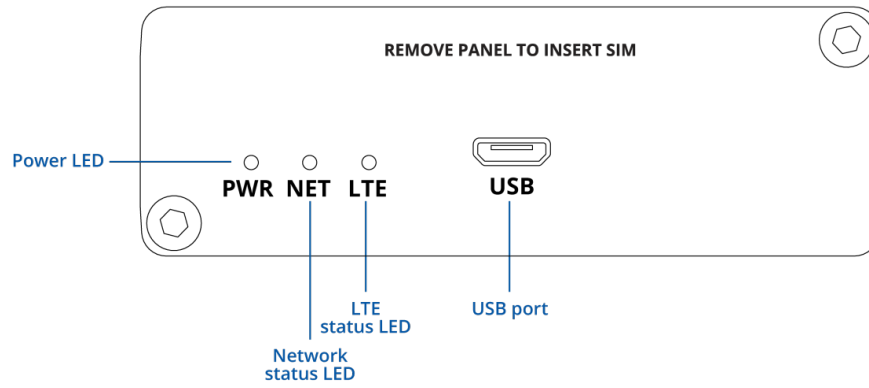 REMOVE PANEL TO INSERT SIM
Power LED
PWR NET LTE
USB
LTE
status LED
USB port
Network
status LED